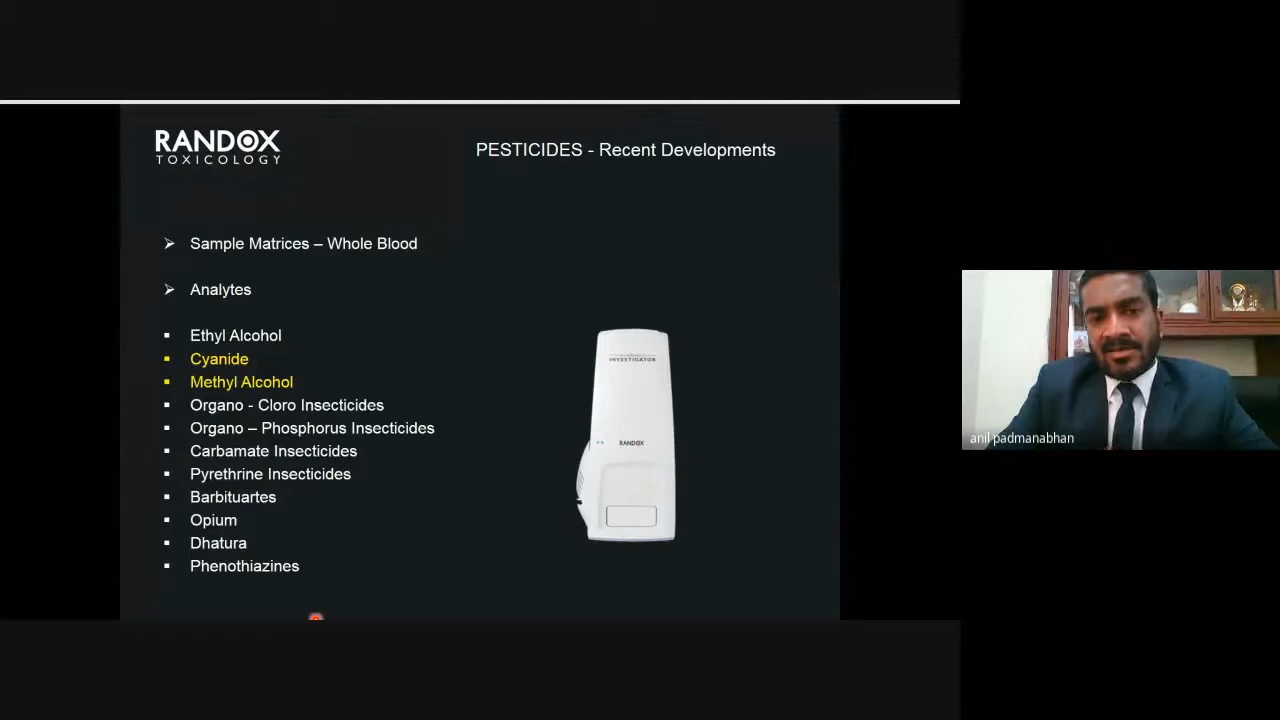 RANDOX
TOXICOLOGY
PESTICIDES - Recent Developments
Sample Matrices – Whole Blood
Analytes
Ethyl Alcohol
Cyanide
Methyl Alcohol
Organo - Cloro Insecticides
Organo – Phosphorus Insecticides
Carbamate Insecticides
Pyrethrine Insecticides
Barbituartes
Opium
Dhatura
Phenothiazines
INVESTIGATOR
RANDOX
anil padmanabhan